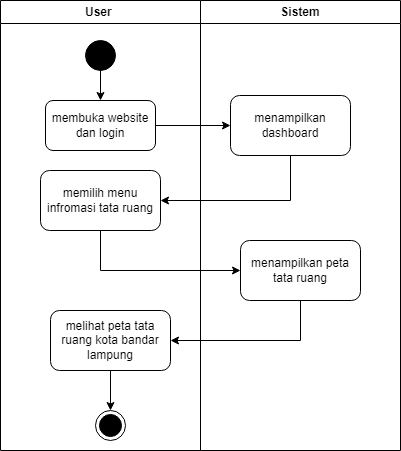 User
Sistem
membuka website
dan login
menampilkan
dashboard
memilih menu
infromasi tata ruang
menampilkan peta
tata ruang
melihat peta tata
ruang kota bandar
lampung